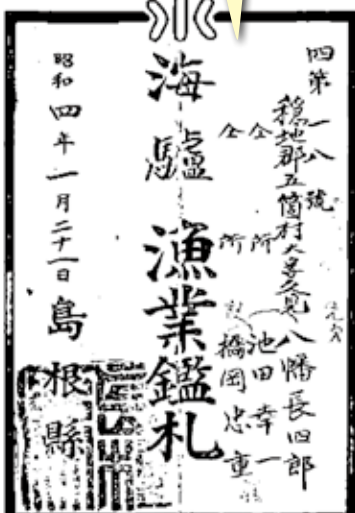 四第一八號
穏地郡五箇村大字久見 八幡長四郎
仝所 池田幸一
仝所 橋岡忠重
海驢漁業鑑札
昭和四年一月二十一日
島根縣